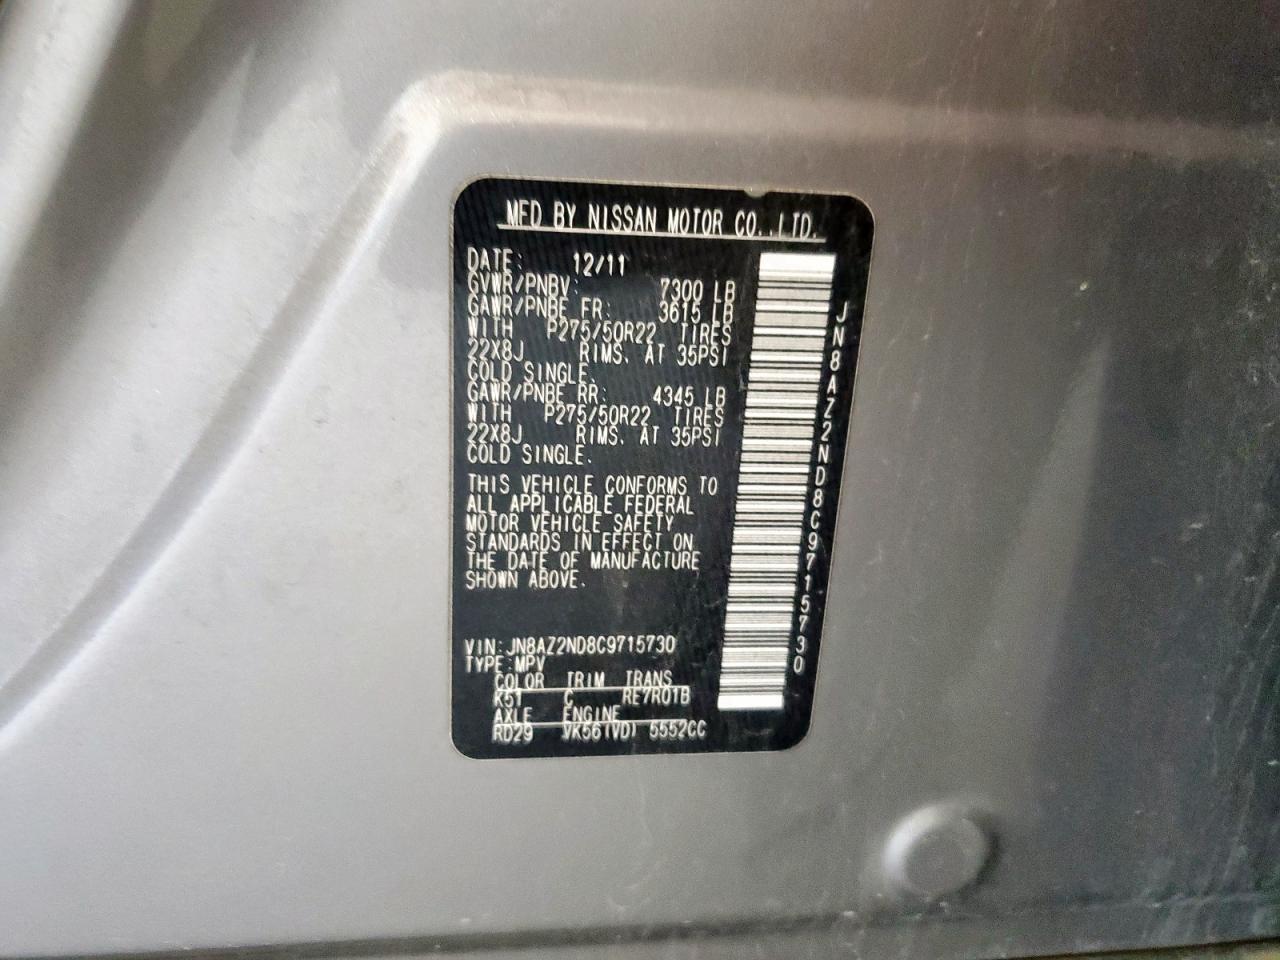 MFD BY NISSAN MOTOR CO.,LTD.
DATE: 12/11
GVWR/PNBV: 7300 LB
GAWR/PNBE FR: 3615 LB
WITH P275/50R22 TIRES
22X8J RIMS. AT 35PSI
COLD SINGLE.
GAWR/PNBE RR: 4345 LB
WITH P275/50R22 TIRES
22X8J RIMS. AT 35PSI
COLD SINGLE.
THIS VEHICLE CONFORMS TO
ALL APPLICABLE FEDERAL
MOTOR VEHICLE SAFETY
STANDARDS IN EFFECT ON
THE DATE OF MANUFACTURE
SHOWN ABOVE.
VIN:JN8AZ2ND8C9715730
TYPE:MPV
COLOR TRIM TRANS
K51 C RE7R01B
AXLE ENGINE
RD29 VK56(VD) 5552CC
JN8AZ2ND8C9715730